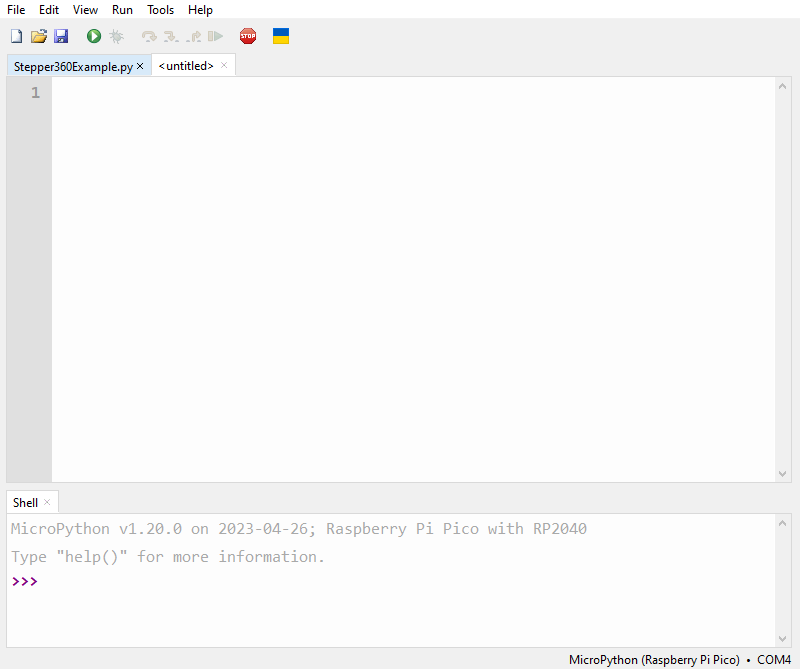 File Edit View Run Tools Help
STOP
Stepper360Example.py × <untitled> ×
1
Shell ×
MicroPython v1.20.0 on 2023-04-26; Raspberry Pi Pico with RP2040
Type "help()" for more information.
>>>
MicroPython (Raspberry Pi Pico) • COM4